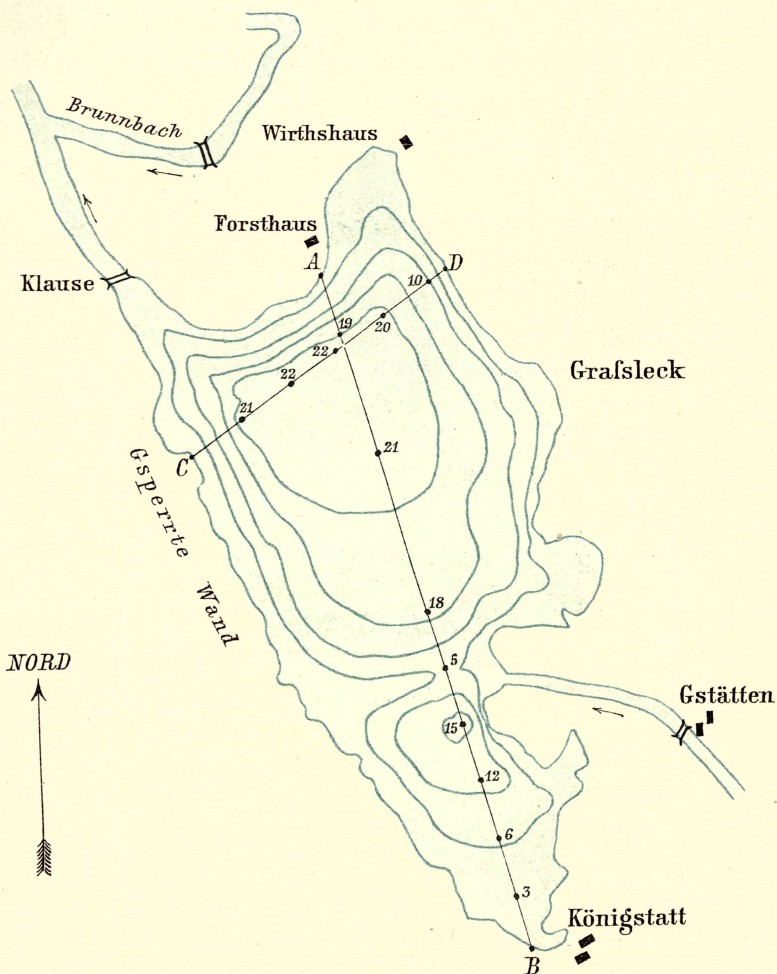 Brunnbach
Wirthshaus
Forsthaus
A
D
Klause
10
19
20
22
22
Graſsleck
21
21
C
Gsperrte Wand
18
NORD
5
Gstätten
15
12
6
3
Königstatt
B